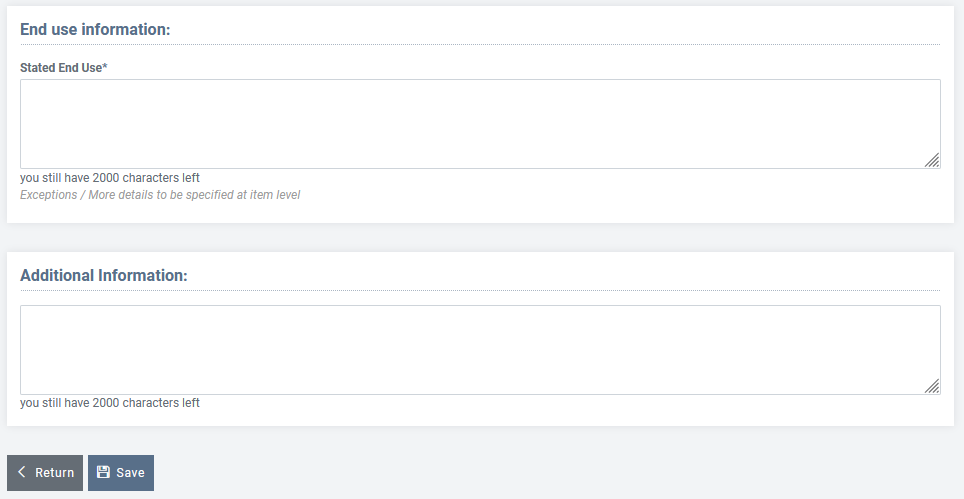 End use information:
Stated End Use*
you still have 2000 characters left
Exceptions / More details to be specified at item level
Additional Information:
you still have 2000 characters left
Return Save